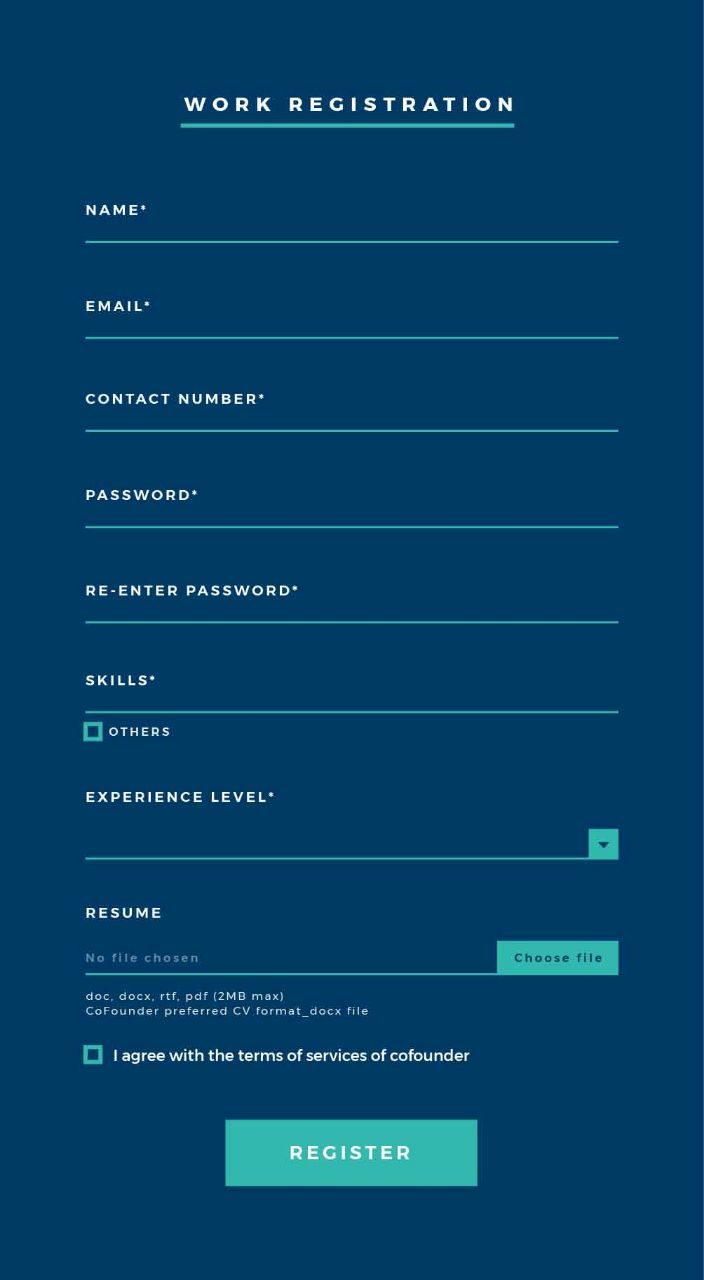 WORK REGISTRATION
NAME*
EMAIL*
CONTACT NUMBER*
PASSWORD*
RE-ENTER PASSWORD*
SKILLS*
OTHERS
EXPERIENCE LEVEL*
RESUME
No file chosen Choose file
doc, docx, rtf, pdf (2MB max)
CoFounder preferred CV format_docx file
I agree with the terms of services of cofounder
REGISTER